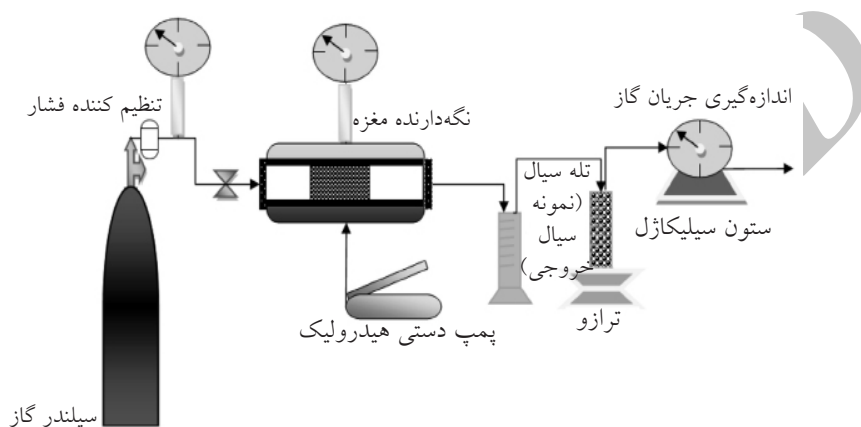 اندازه‌گیری جریان گاز
تنظیم کننده فشار
نگه‌دارنده مغزه
تله سیال
(نمونه
سیال
خروجی)
ستون سیلیکاژل
ترازو
پمپ دستی هیدرولیک
سیلندر گاز